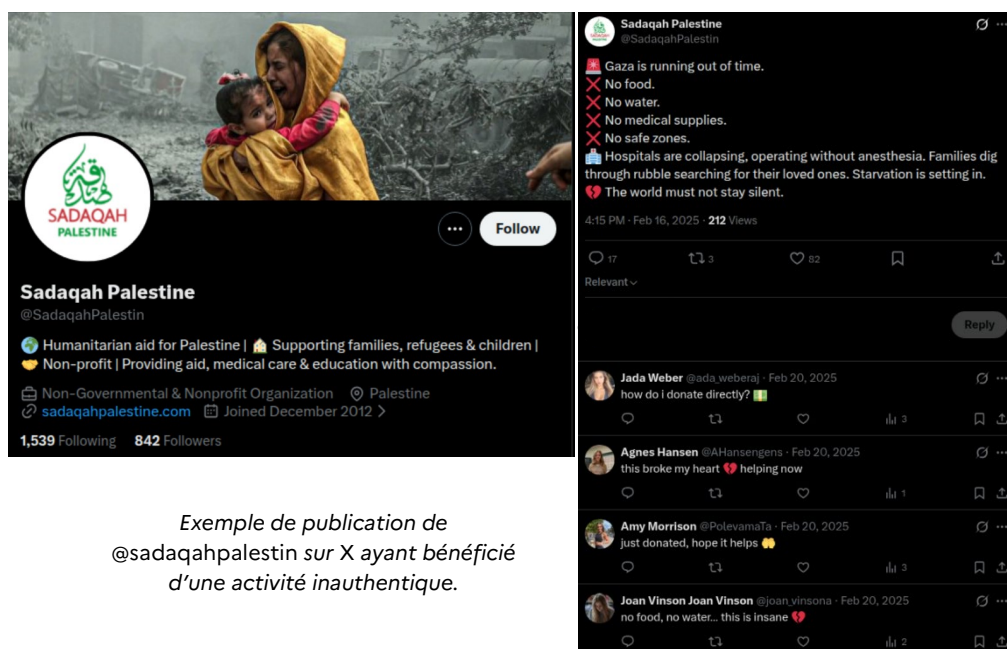 صدقة
SADAQAH
PALESTINE
Follow
Sadaqah Palestine
@SadaqahPalestin
🌍 Humanitarian aid for Palestine | 🏠 Supporting families, refugees & children |
🤝 Non-profit | Providing aid, medical care & education with compassion.
Non-Governmental & Nonprofit Organization Palestine
sadaqahpalestine.com Joined December 2012
1,539 Following 842 Followers
Exemple de publication de
@sadaqahpalestin sur X ayant bénéficié
d’une activité inauthentique.
Sadaqah Palestine
@SadaqahPalestin
🚨 Gaza is running out of time.
❌ No food.
❌ No water.
❌ No medical supplies.
❌ No safe zones.
🏥 Hospitals are collapsing, operating without anesthesia. Families dig
through rubble searching for their loved ones. Starvation is setting in.
💔 The world must not stay silent.
4:15 PM · Feb 16, 2025 · 212 Views
17 3 82
Relevant
Reply
Jada Weber @ada_weberaj · Feb 20, 2025
how do i donate directly? 💵
3
Agnes Hansen @AHansengens · Feb 20, 2025
this broke my heart 💔 helping now
1
Amy Morrison @PolevamaTa · Feb 20, 2025
just donated, hope it helps 🤲
3
Joan Vinson Joan Vinson @joan_vinsona · Feb 20, 2025
no food, no water... this is insane 💔
2